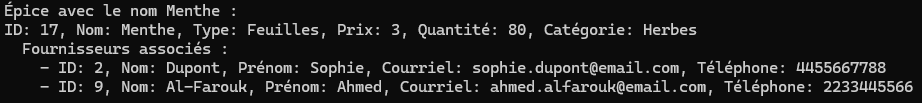 Épice avec le nom Menthe :
ID: 17, Nom: Menthe, Type: Feuilles, Prix: 3, Quantité: 80, Catégorie: Herbes
Fournisseurs associés :
- ID: 2, Nom: Dupont, Prénom: Sophie, Courriel: sophie.dupont@email.com, Téléphone: 4455667788
- ID: 9, Nom: Al-Farouk, Prénom: Ahmed, Courriel: ahmed.alfarouk@email.com, Téléphone: 2233445566